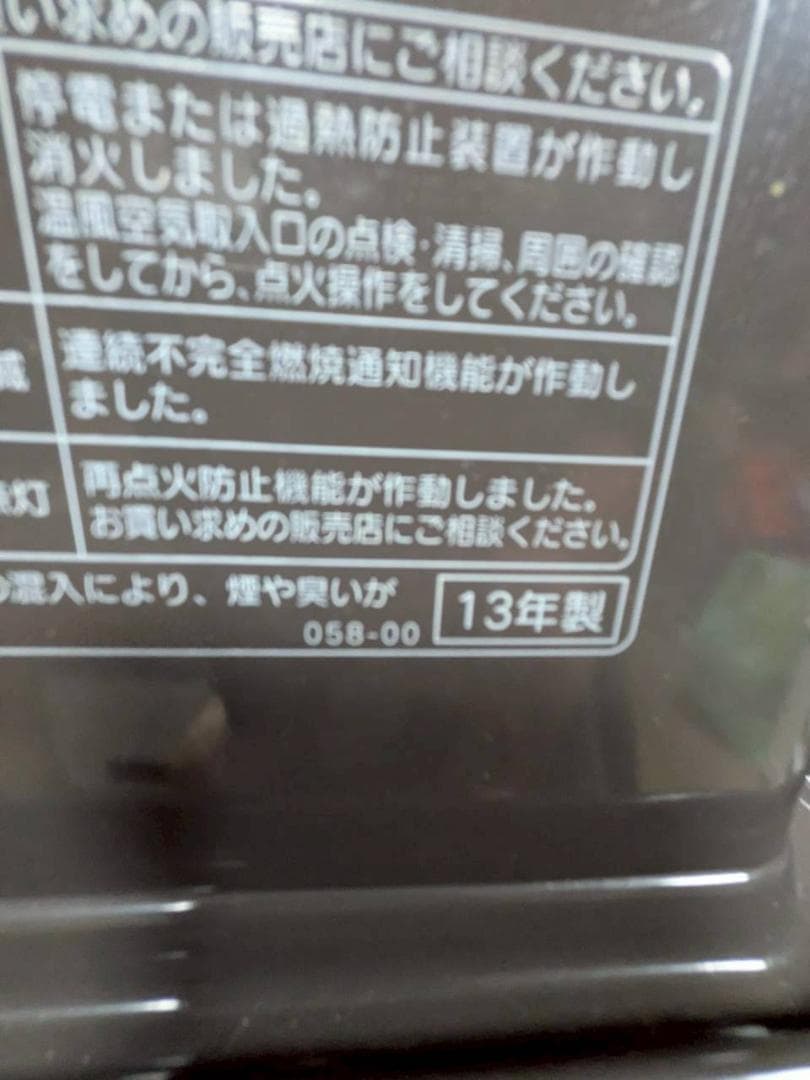 い求めの販売店にご相談ください。
停電または過熱防止装置が作動し
消火しました。
温風空気取入口の点検・清掃、周囲の確認
をしてから、点火操作をしてください。
滅
連続不完全燃焼通知機能が作動し
ました。
灯
再点火防止機能が作動しました。
お買い求めの販売店にご相談ください。
の混入により、煙や臭いが
058-00
13年製